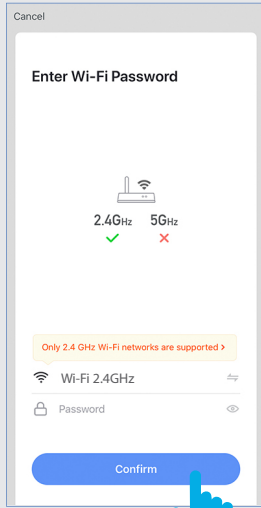 Cancel
Enter Wi-Fi Password
2.4GHz 5GHz
Only 2.4 GHz Wi-Fi networks are supported >
Wi-Fi 2.4GHz
Password
Confirm